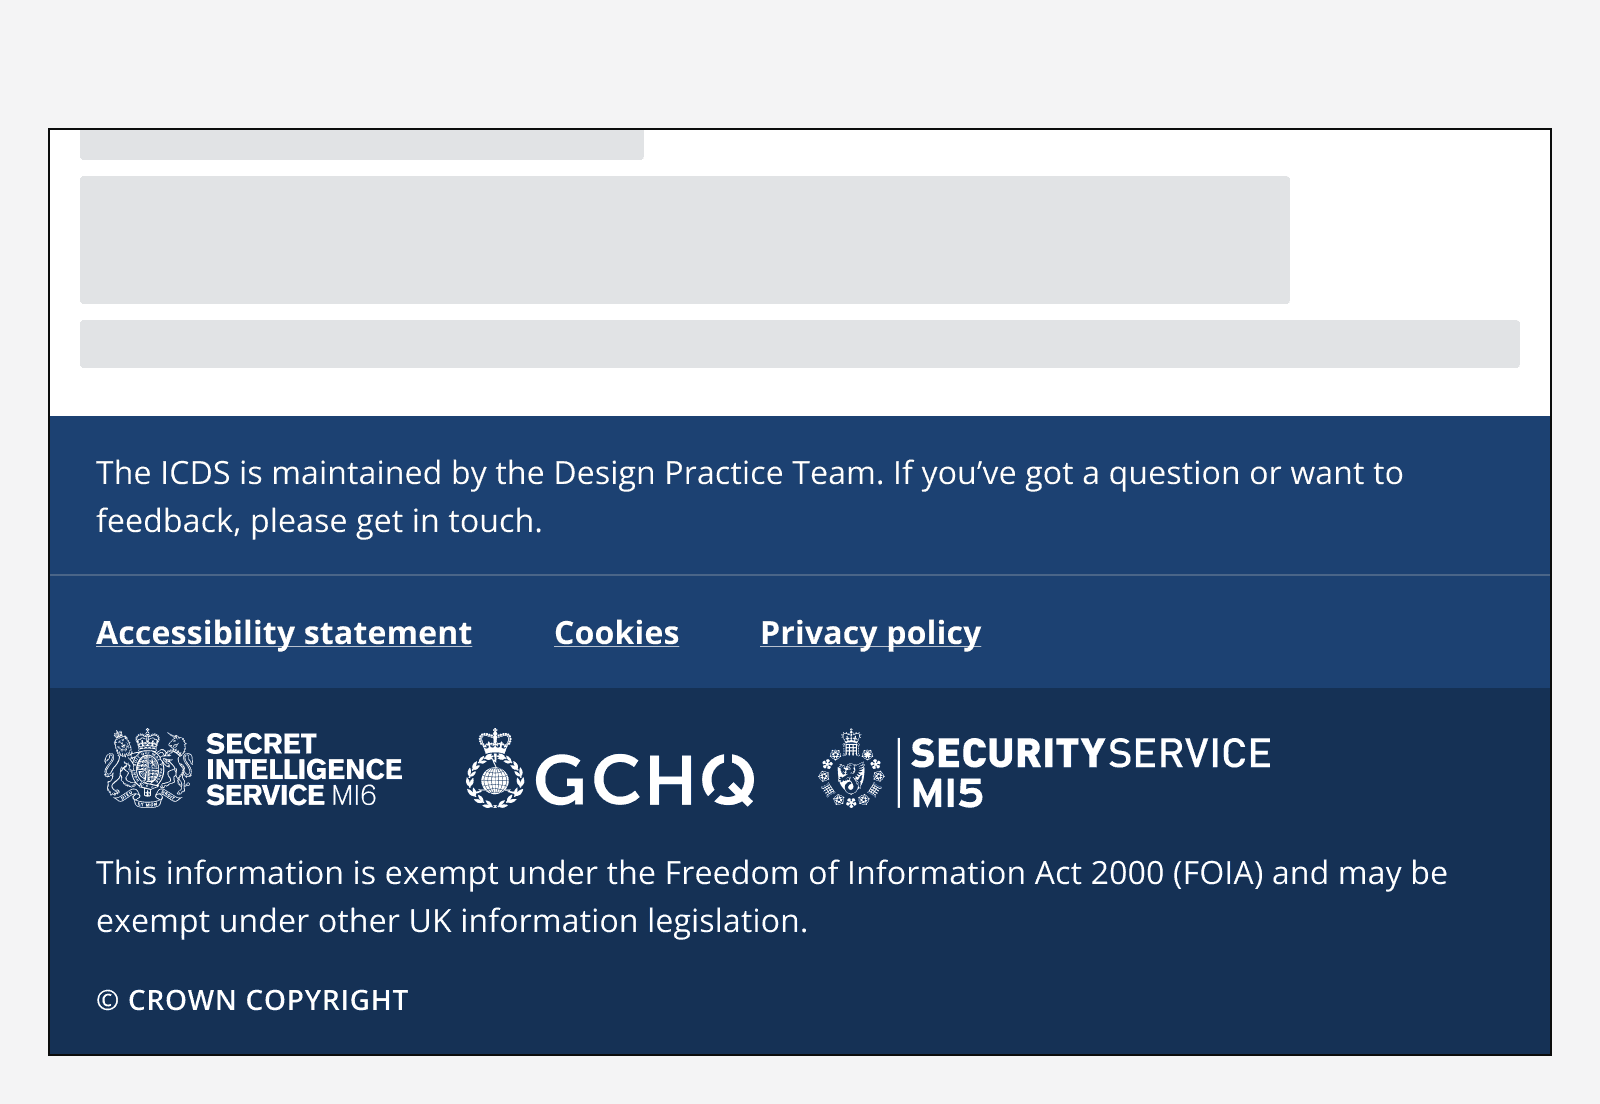 The ICDS is maintained by the Design Practice Team. If you’ve got a question or want to
feedback, please get in touch.
Accessibility statement Cookies Privacy policy
SECRET
INTELLIGENCE
SERVICE MI6
GCHQ
SECURITYSERVICE
MI5
This information is exempt under the Freedom of Information Act 2000 (FOIA) and may be
exempt under other UK information legislation.
© CROWN COPYRIGHT